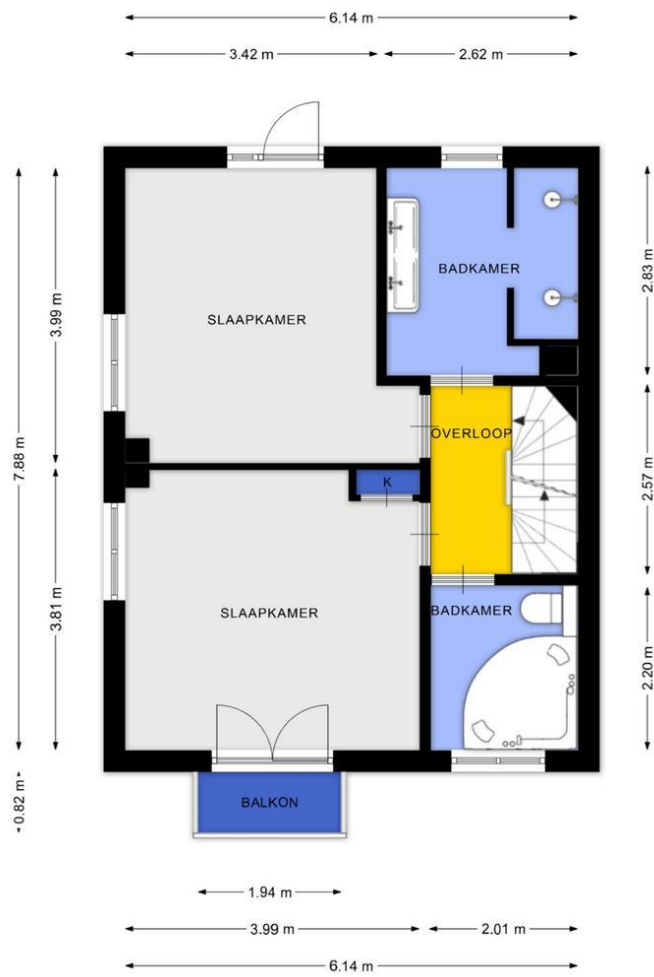 6.14 m
3.42 m
2.62 m
BADKAMER
2.83 m
3.99 m
SLAAPKAMER
7.88 m
OVERLOOP
2.57 m
K
3.81 m
SLAAPKAMER
BADKAMER
2.20 m
0.82 m
BALKON
1.94 m
3.99 m
2.01 m
6.14 m